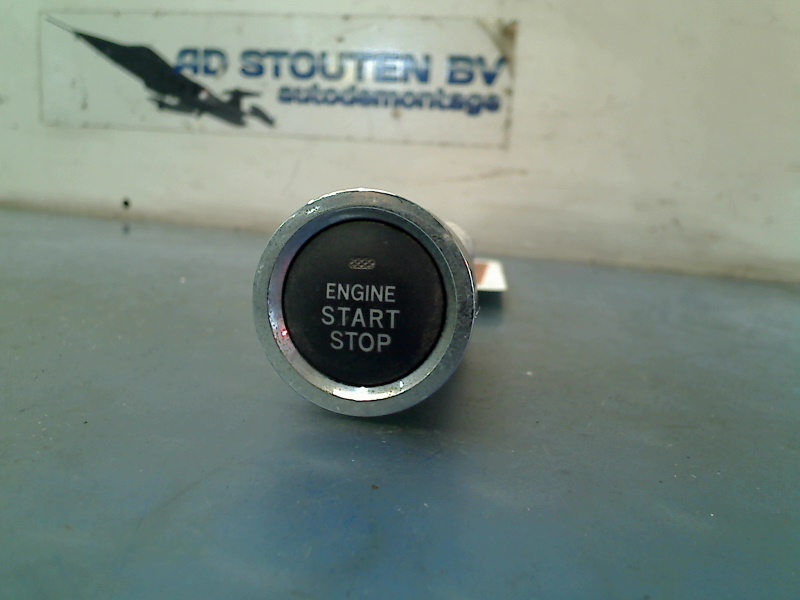 AD STOUTEN BV
autodemontage
ENGINE
START
STOP